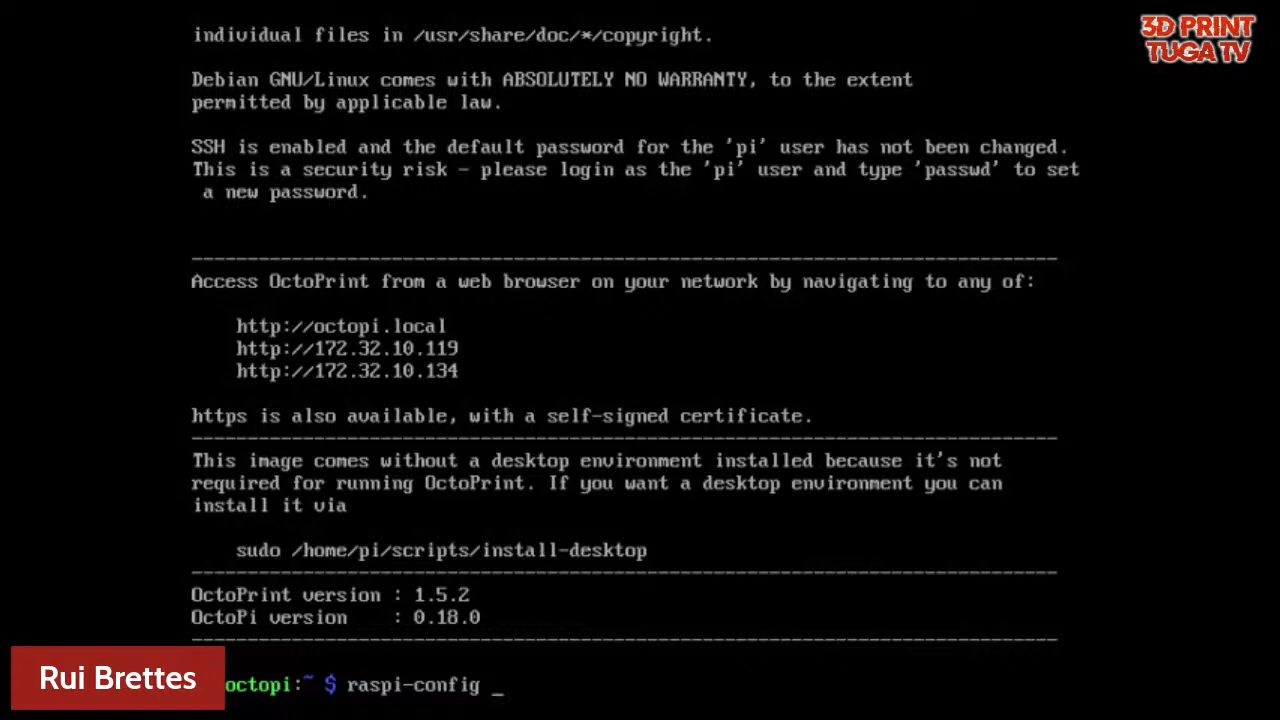 3D PRINT
TUGA TV
individual files in /usr/share/doc/*/copyright.
Debian GNU/Linux comes with ABSOLUTELY NO WARRANTY, to the extent
permitted by applicable law.
SSH is enabled and the default password for the 'pi' user has not been changed.
This is a security risk - please login as the 'pi' user and type 'passwd' to set
a new password.
------------------------------------------------------------------------------
Access OctoPrint from a web browser on your network by navigating to any of:
http://octopi.local
http://172.32.10.119
http://172.32.10.134
https is also available, with a self-signed certificate.
------------------------------------------------------------------------------
This image comes without a desktop environment installed because it's not
required for running OctoPrint. If you want a desktop environment you can
install it via
sudo /home/pi/scripts/install-desktop
------------------------------------------------------------------------------
OctoPrint version : 1.5.2
OctoPi version    : 0.18.0
------------------------------------------------------------------------------
octopi:~ $ raspi-config _
Rui Brettes